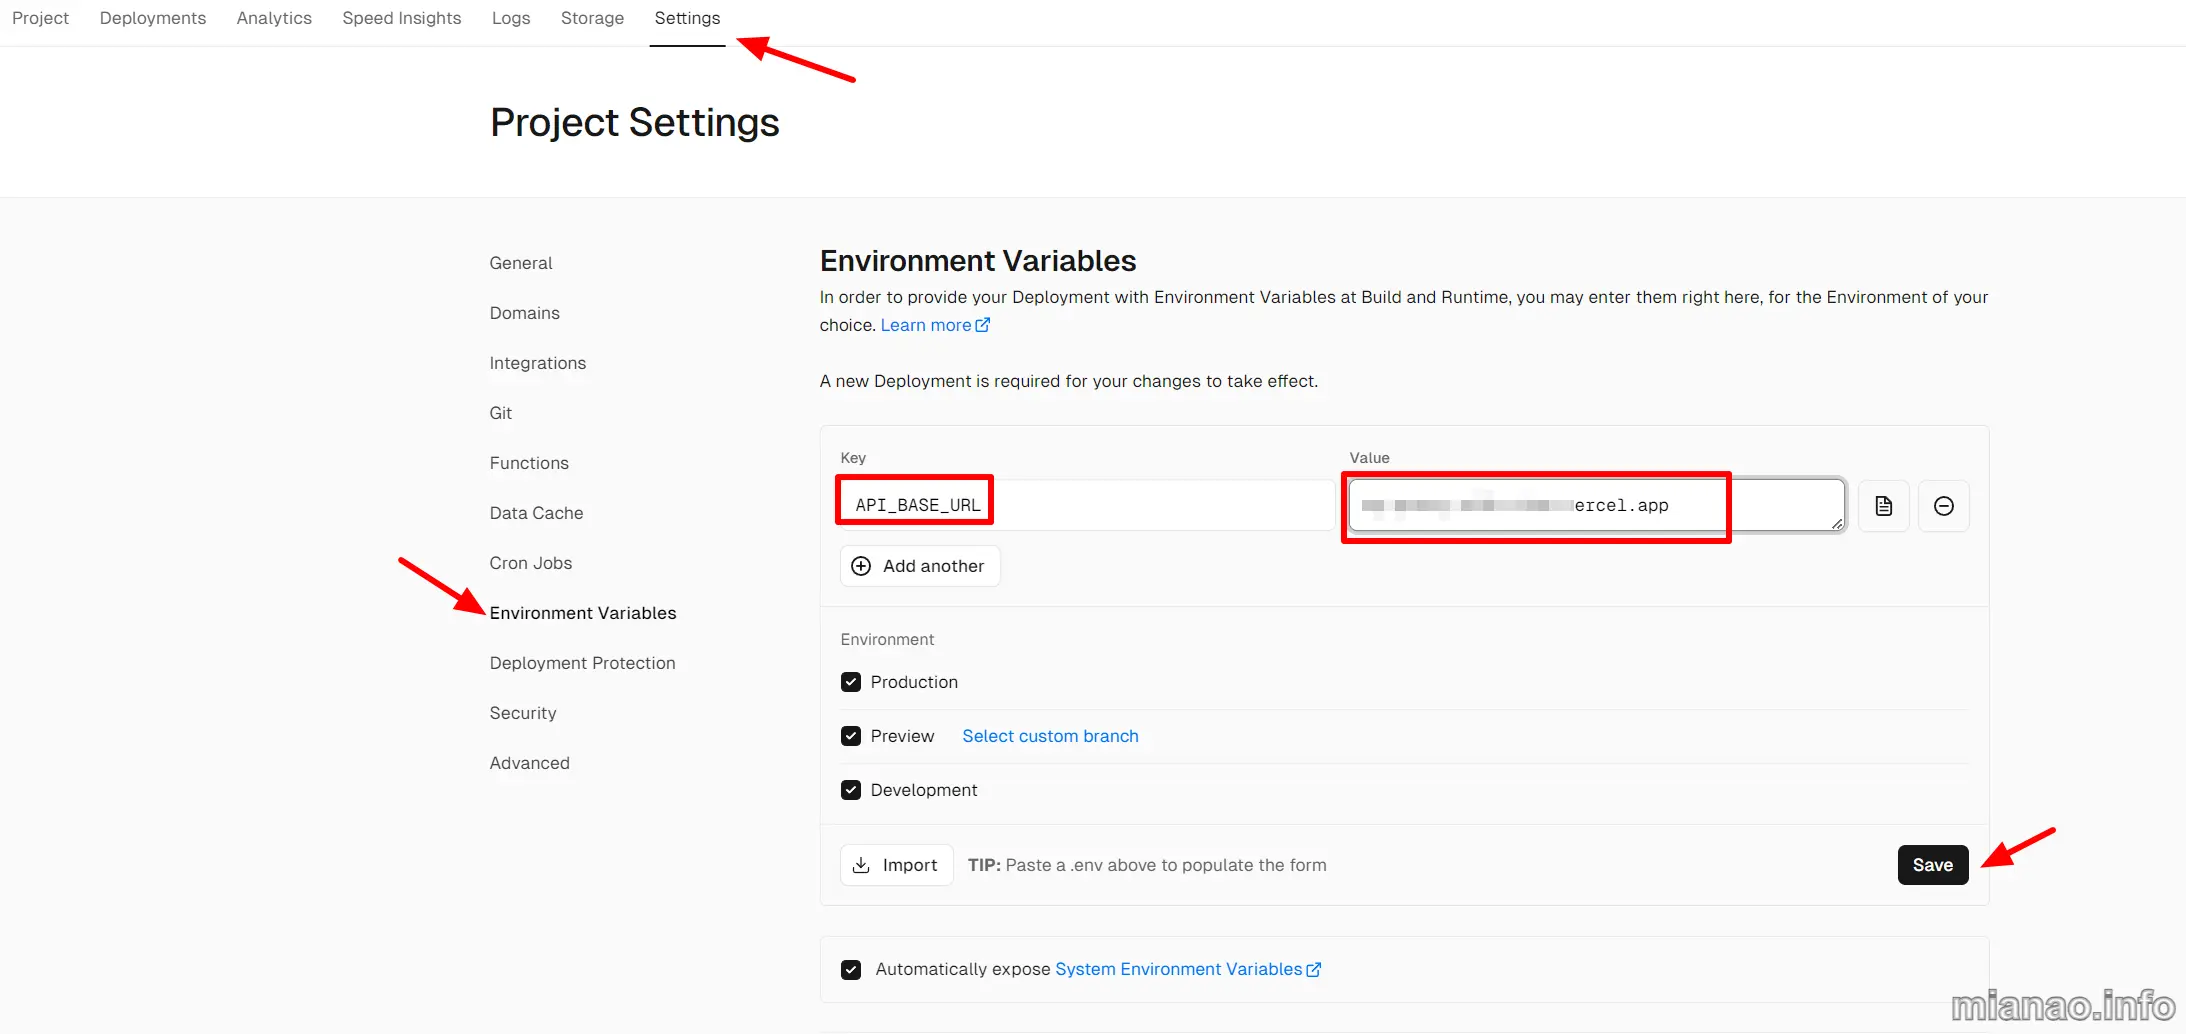 Project Deployments Analytics Speed Insights Logs Storage Settings
Project Settings
General
Domains
Integrations
Git
Functions
Data Cache
Cron Jobs
Environment Variables
Deployment Protection
Security
Advanced
Environment Variables
In order to provide your Deployment with Environment Variables at Build and Runtime, you may enter them right here, for the Environment of your
choice. Learn more
A new Deployment is required for your changes to take effect.
Key Value
API_BASE_URL ercel.app
Add another
Environment
Production
Preview Select custom branch
Development
Import TIP: Paste a .env above to populate the form Save
Automatically expose System Environment Variables
mianao.info